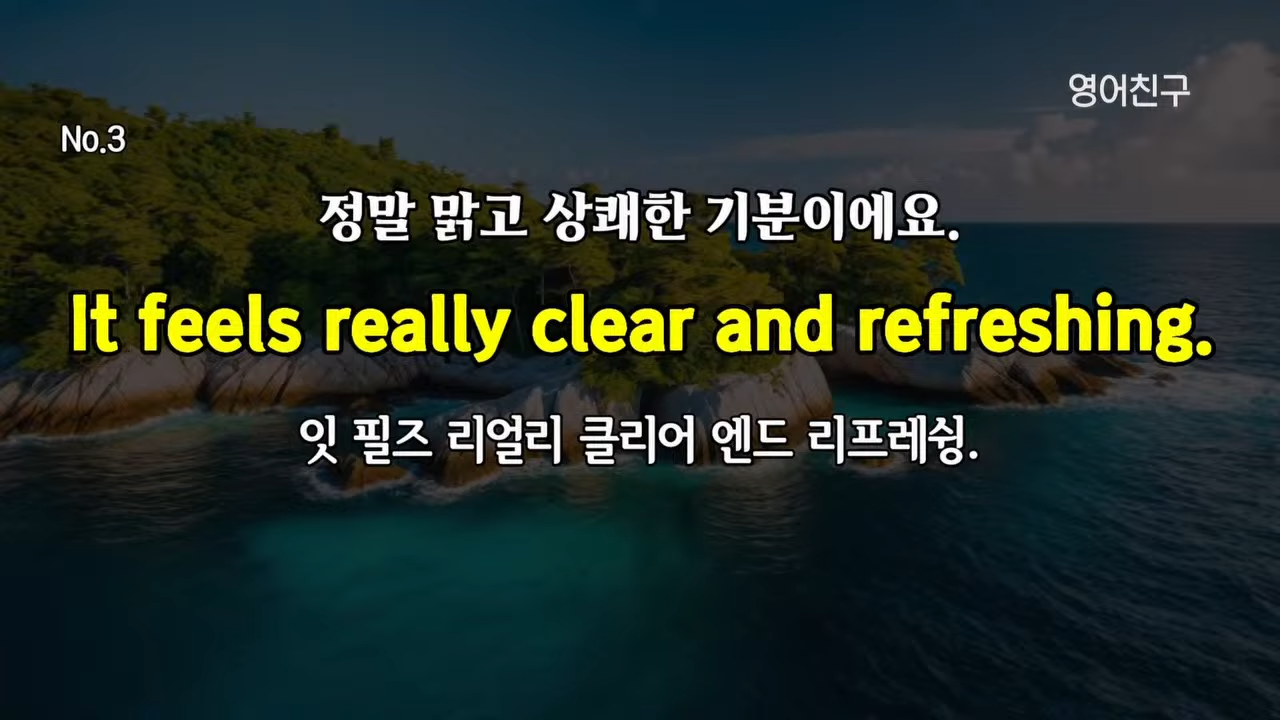 영어친구
No.3
정말 맑고 상쾌한 기분이에요.
It feels really clear and refreshing.
잇 필즈 리얼리 클리어 엔드 리프레슁.